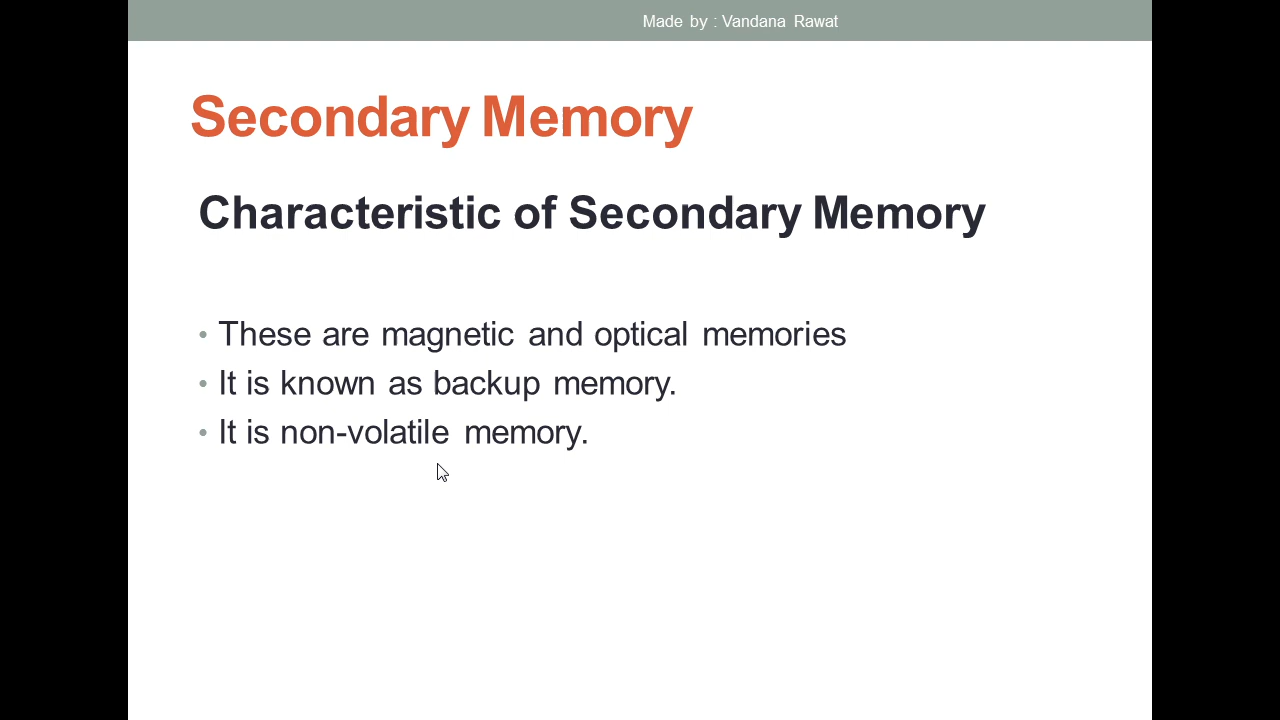 Made by : Vandana Rawat
Secondary Memory
Characteristic of Secondary Memory
• These are magnetic and optical memories
• It is known as backup memory.
• It is non-volatile memory.